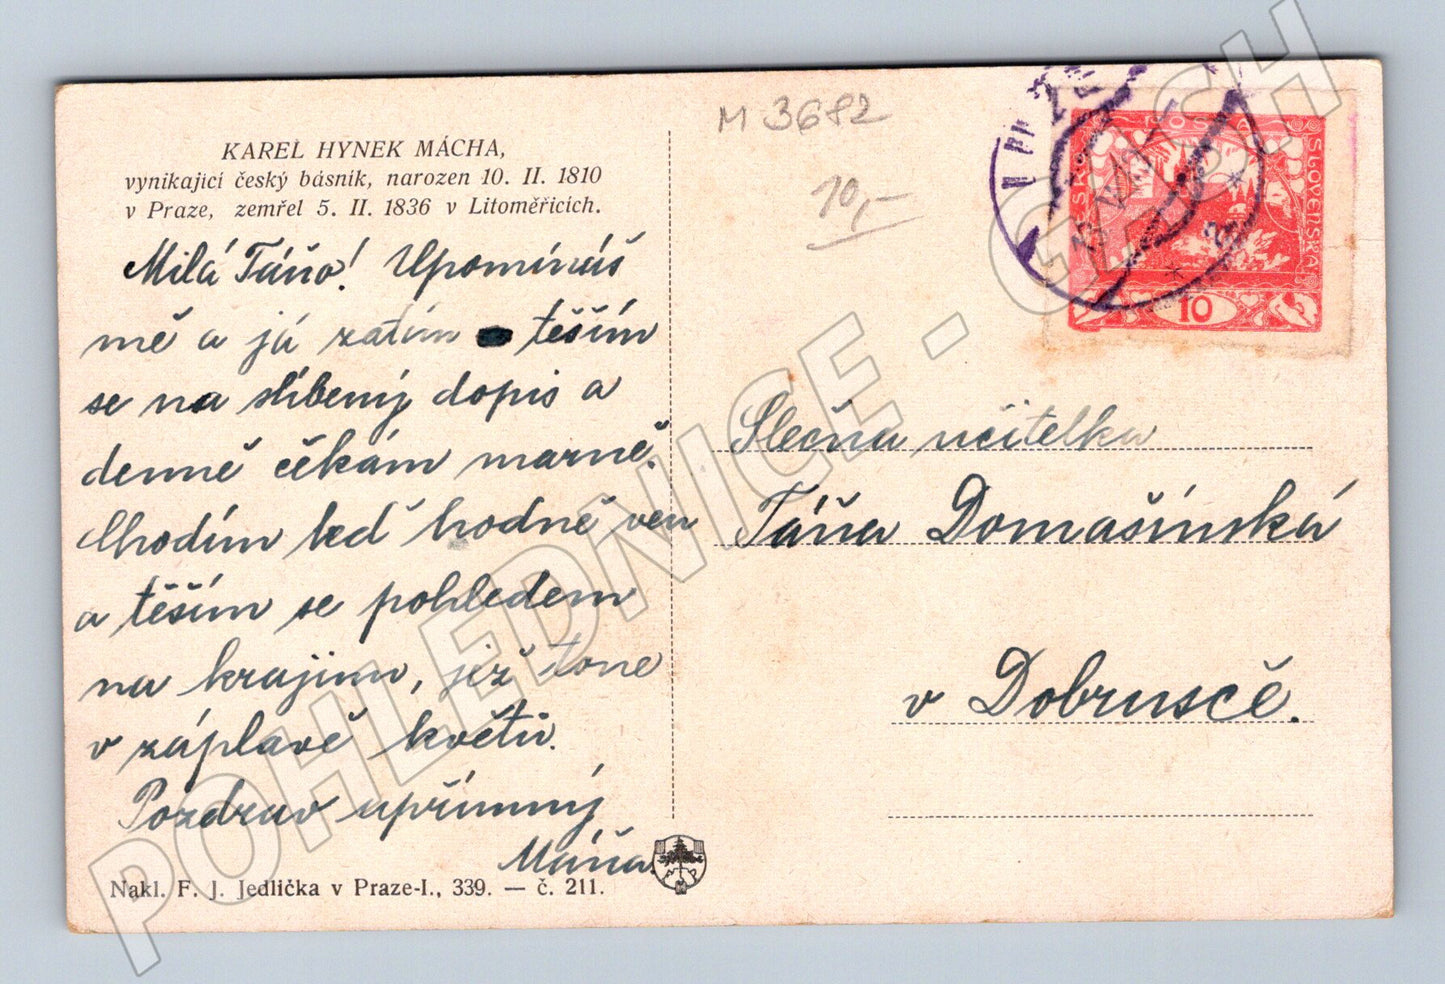 M 3682
10,-
KAREL HYNEK MÁCHA,
vynikající český básník, narozen 10. II. 1810
v Praze, zemřel 5. II. 1836 v Litoměřicích.
Milá Táňo! Upomínáš
mě a já zatím těším
se na slíbený dopis a
denně čekám marně.
Chodím teď hodně ven
a těším se pohledem
na krajinu, jež tone
v záplavě květů.
Pozdrav upřímný
Máňa.
Nakl. F. J. Jedlička v Praze-I., 339. — č. 211.
ČESKO
SLOVENSKÁ
10
Slečna učitelka
Táňa Domašínská
v Dobrušce.
POHLEDNICE - CZECH